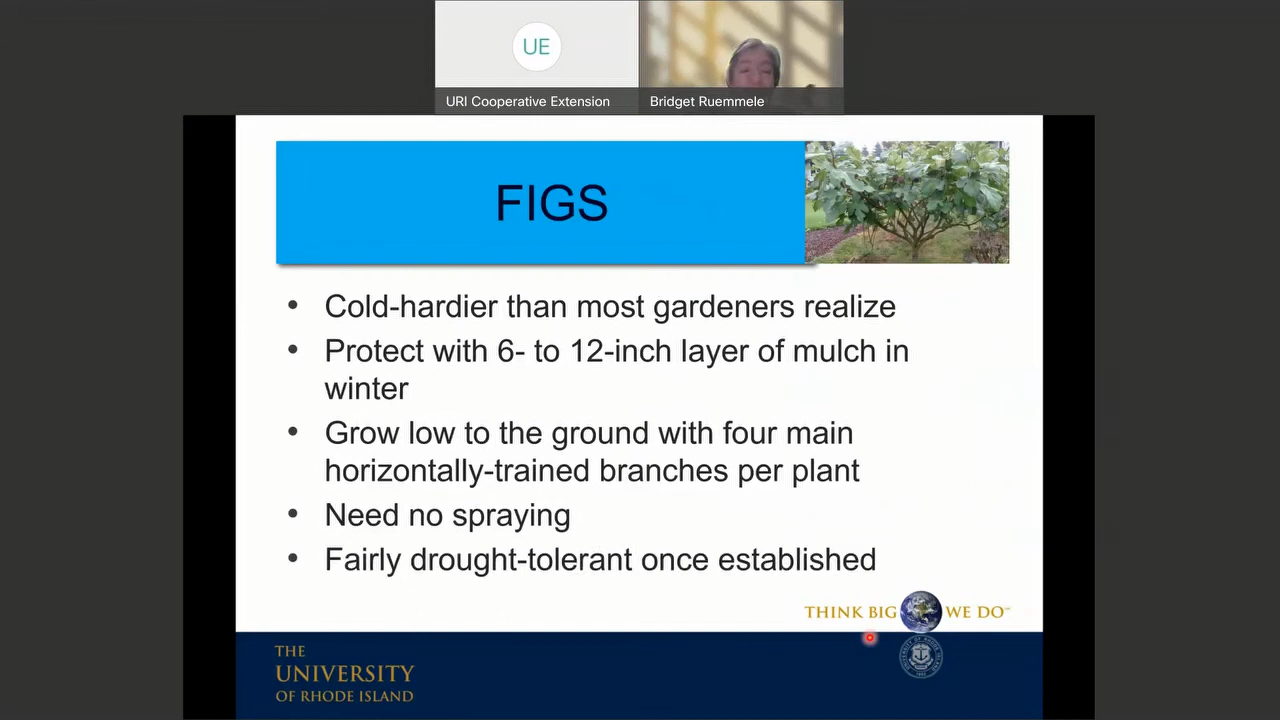 UE
URI Cooperative Extension
Bridget Ruemmele
FIGS
• Cold-hardier than most gardeners realize
• Protect with 6- to 12-inch layer of mulch in
winter
• Grow low to the ground with four main
horizontally-trained branches per plant
• Need no spraying
• Fairly drought-tolerant once established
THINK BIG WE DO™
THE
UNIVERSITY
OF RHODE ISLAND